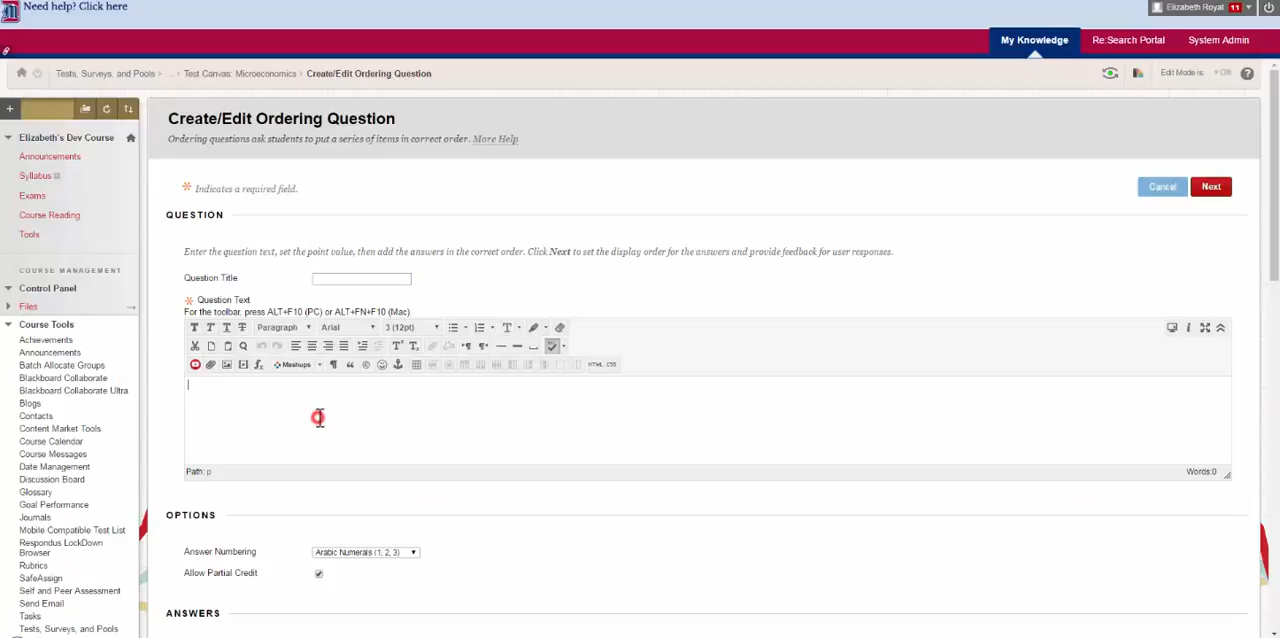 Need help? Click here
Elizabeth Royal 11
My Knowledge
Re:Search Portal
System Admin
Tests, Surveys, and Pools > ... > Test Canvas: Microeconomics > Create/Edit Ordering Question
Edit Mode is: ON ?
Create/Edit Ordering Question
Ordering questions ask students to put a series of items in correct order. More Help
Elizabeth's Dev Course
Announcements
Syllabus
Exams
Course Reading
Tools
COURSE MANAGEMENT
Control Panel
Files
Course Tools
Achievements
Announcements
Batch Allocate Groups
Blackboard Collaborate
Blackboard Collaborate Ultra
Blogs
Contacts
Content Market Tools
Course Calendar
Course Messages
Date Management
Discussion Board
Glossary
Goal Performance
Journals
Mobile Compatible Test List
Respondus LockDown
Browser
Rubrics
SafeAssign
Self and Peer Assessment
Send Email
Tasks
Tests, Surveys, and Pools
* Indicates a required field.
Cancel
Next
QUESTION
Enter the question text, set the point value, then add the answers in the correct order. Click Next to set the display order for the answers and provide feedback for user responses.
Question Title
* Question Text
For the toolbar, press ALT+F10 (PC) or ALT+FN+F10 (Mac)
T T T T Paragraph Arial 3 (12pt)
Mashups HTML CSS
Path: p
Words:0
OPTIONS
Answer Numbering Arabic Numerals (1, 2, 3)
Allow Partial Credit
ANSWERS